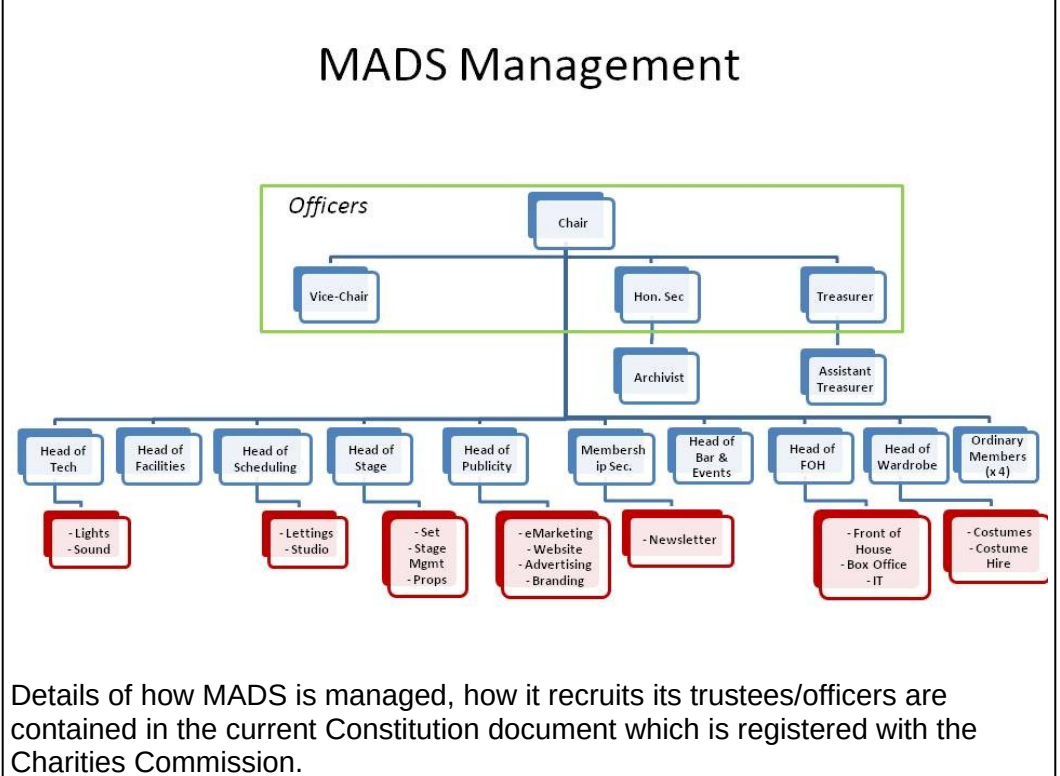 MADS Management
Officers
Chair
Vice-Chair
Hon. Sec
Treasurer
Archivist
Assistant
Treasurer
Head of
Tech
Head of
Facilities
Head of
Scheduling
Head of
Stage
Head of
Publicity
Membersh
ip Sec.
Head of
Bar &
Events
Head of
FOH
Head of
Wardrobe
Ordinary
Members
(x 4)
- Lights
- Sound
- Lettings
- Studio
- Set
- Stage
Mgmt
- Props
- eMarketing
- Website
- Advertising
- Branding
- Newsletter
- Front of
House
- Box Office
- IT
- Costumes
- Costume
Hire
Details of how MADS is managed, how it recruits its trustees/officers are
contained in the current Constitution document which is registered with the
Charities Commission.